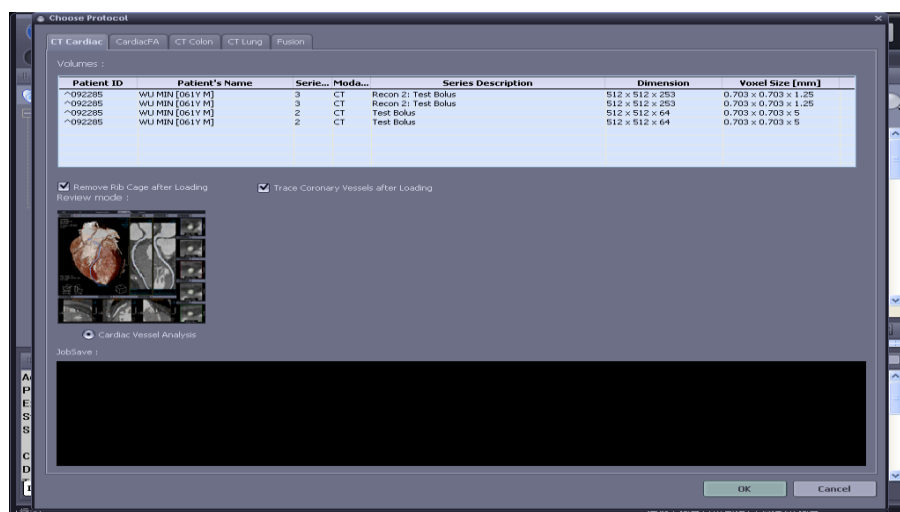 Choose Protocol
CT Cardiac CardiacFA CT Colon CT Lung Fusion
Volumes :
Patient ID Patient's Name Serie... Moda... Series Description Dimension Voxel Size [mm]
^092285 WU MIN [061Y M] 3 CT Recon 2: Test Bolus 512 x 512 x 253 0.703 x 0.703 x 1.25
^092285 WU MIN [061Y M] 3 CT Recon 2: Test Bolus 512 x 512 x 253 0.703 x 0.703 x 1.25
^092285 WU MIN [061Y M] 2 CT Test Bolus 512 x 512 x 64 0.703 x 0.703 x 5
^092285 WU MIN [061Y M] 2 CT Test Bolus 512 x 512 x 64 0.703 x 0.703 x 5
Remove Rib Cage after Loading Trace Coronary Vessels after Loading
Review mode :
Cardiac Vessel Analysis
JobSave :
OK Cancel